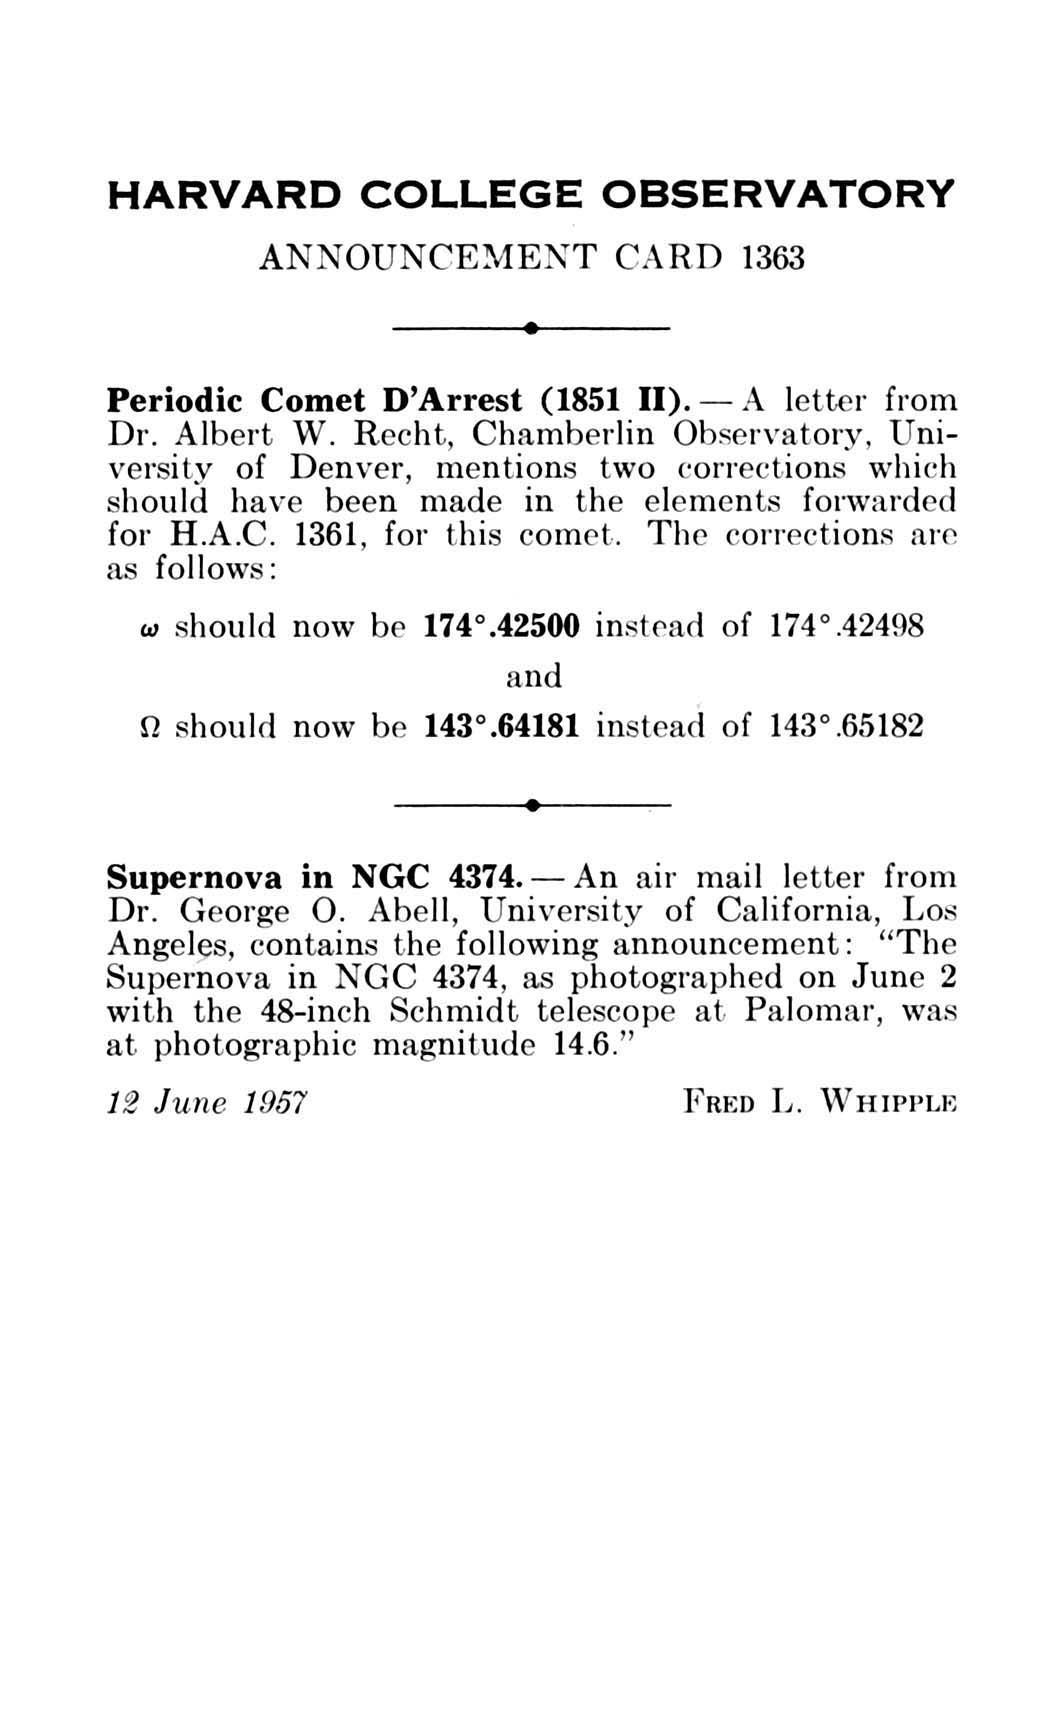 HARVARD COLLEGE OBSERVATORY
ANNOUNCEMENT CARD 1363
Periodic Comet D’Arrest (1851 II). — A letter from
Dr. Albert W. Recht, Chamberlin Observatory, Uni-
versity of Denver, mentions two corrections which
should have been made in the elements forwarded
for H.A.C. 1361, for this comet. The corrections are
as follows:
ω should now be 174°.42500 instead of 174°.42498
and
Ω should now be 143°.64181 instead of 143°.65182
Supernova in NGC 4374. — An air mail letter from
Dr. George O. Abell, University of California, Los
Angeles, contains the following announcement: “The
Supernova in NGC 4374, as photographed on June 2
with the 48-inch Schmidt telescope at Palomar, was
at photographic magnitude 14.6.”
12 June 1957 FRED L. WHIPPLE